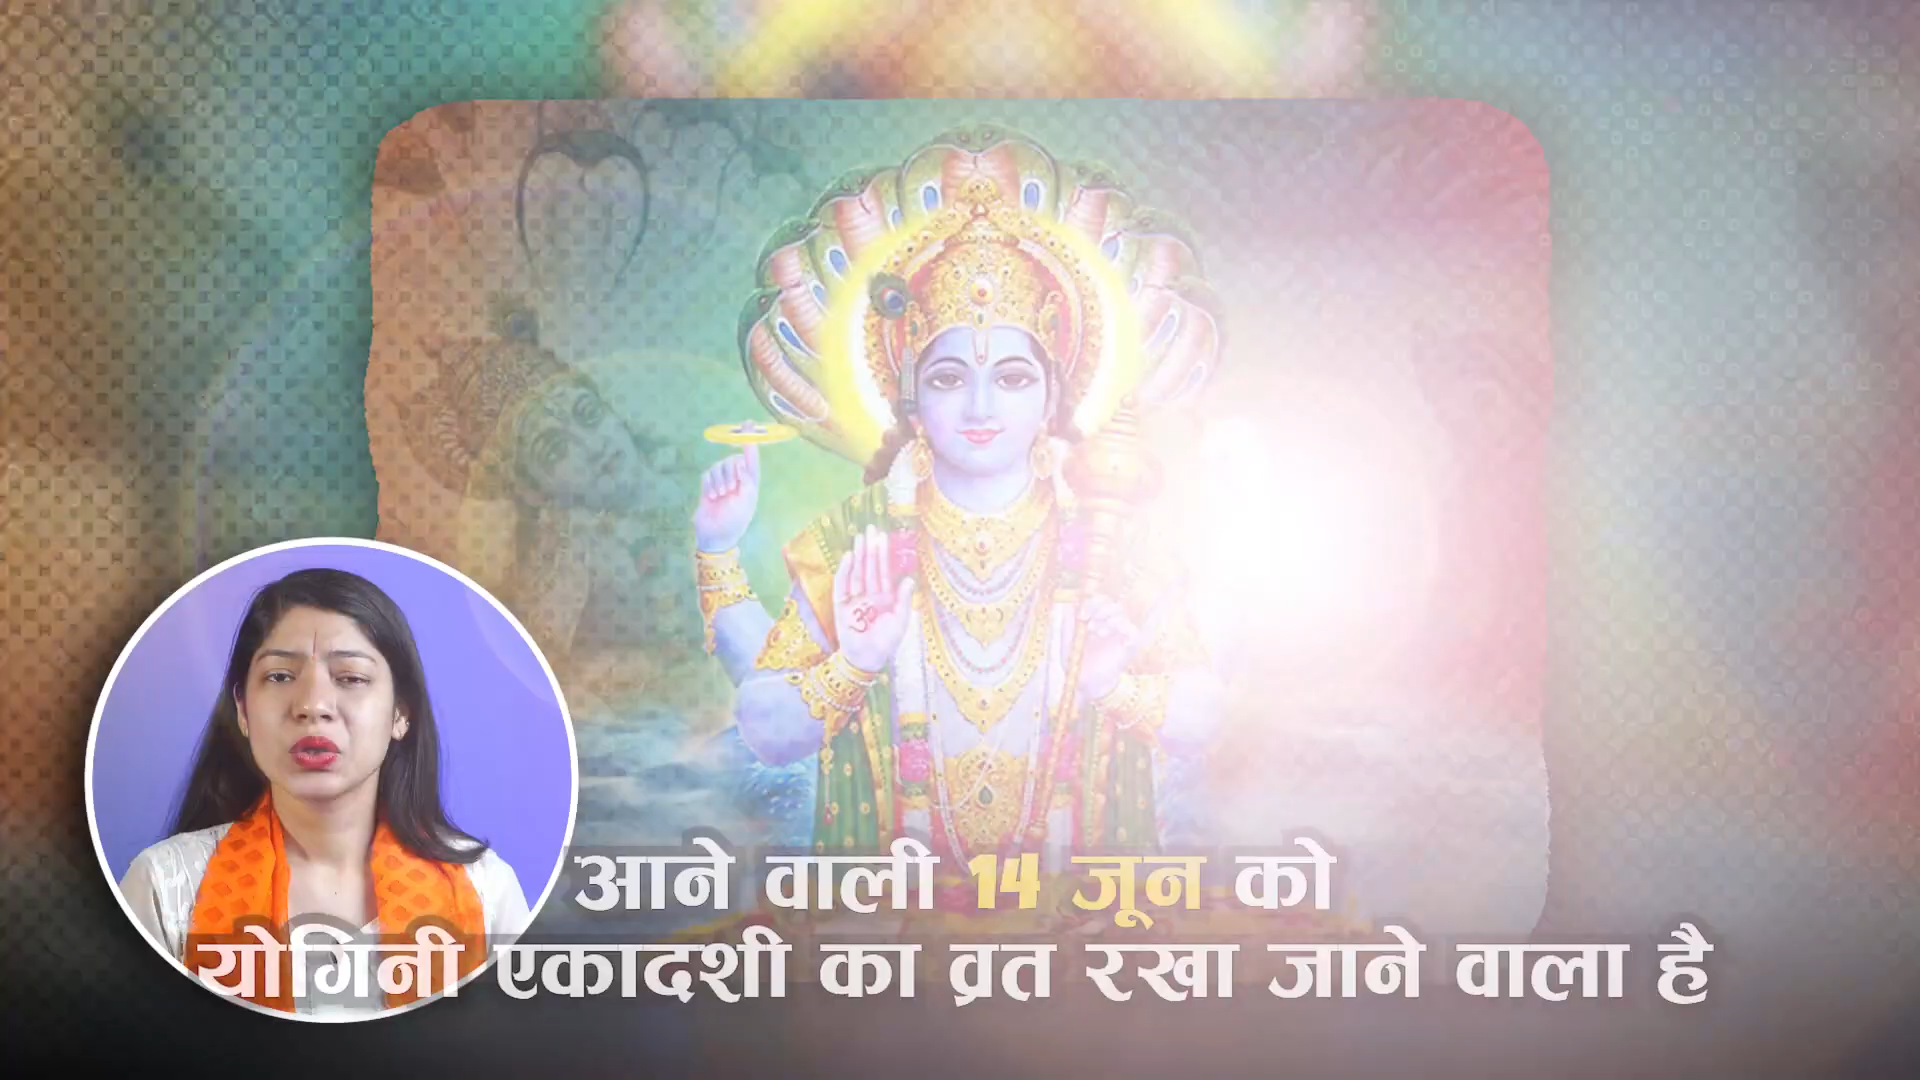 ॐ
आने वाली 14 जून को
योगिनी एकादशी का व्रत रखा जाने वाला है